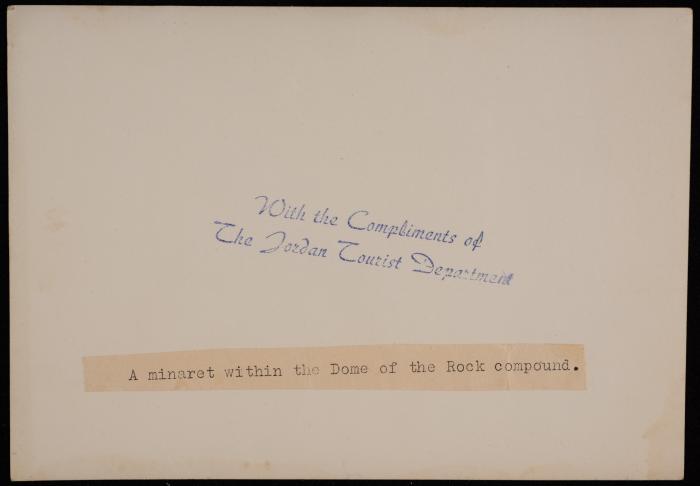 With the Compliments of
The Jordan Tourist Department
A minaret within the Dome of the Rock compound.